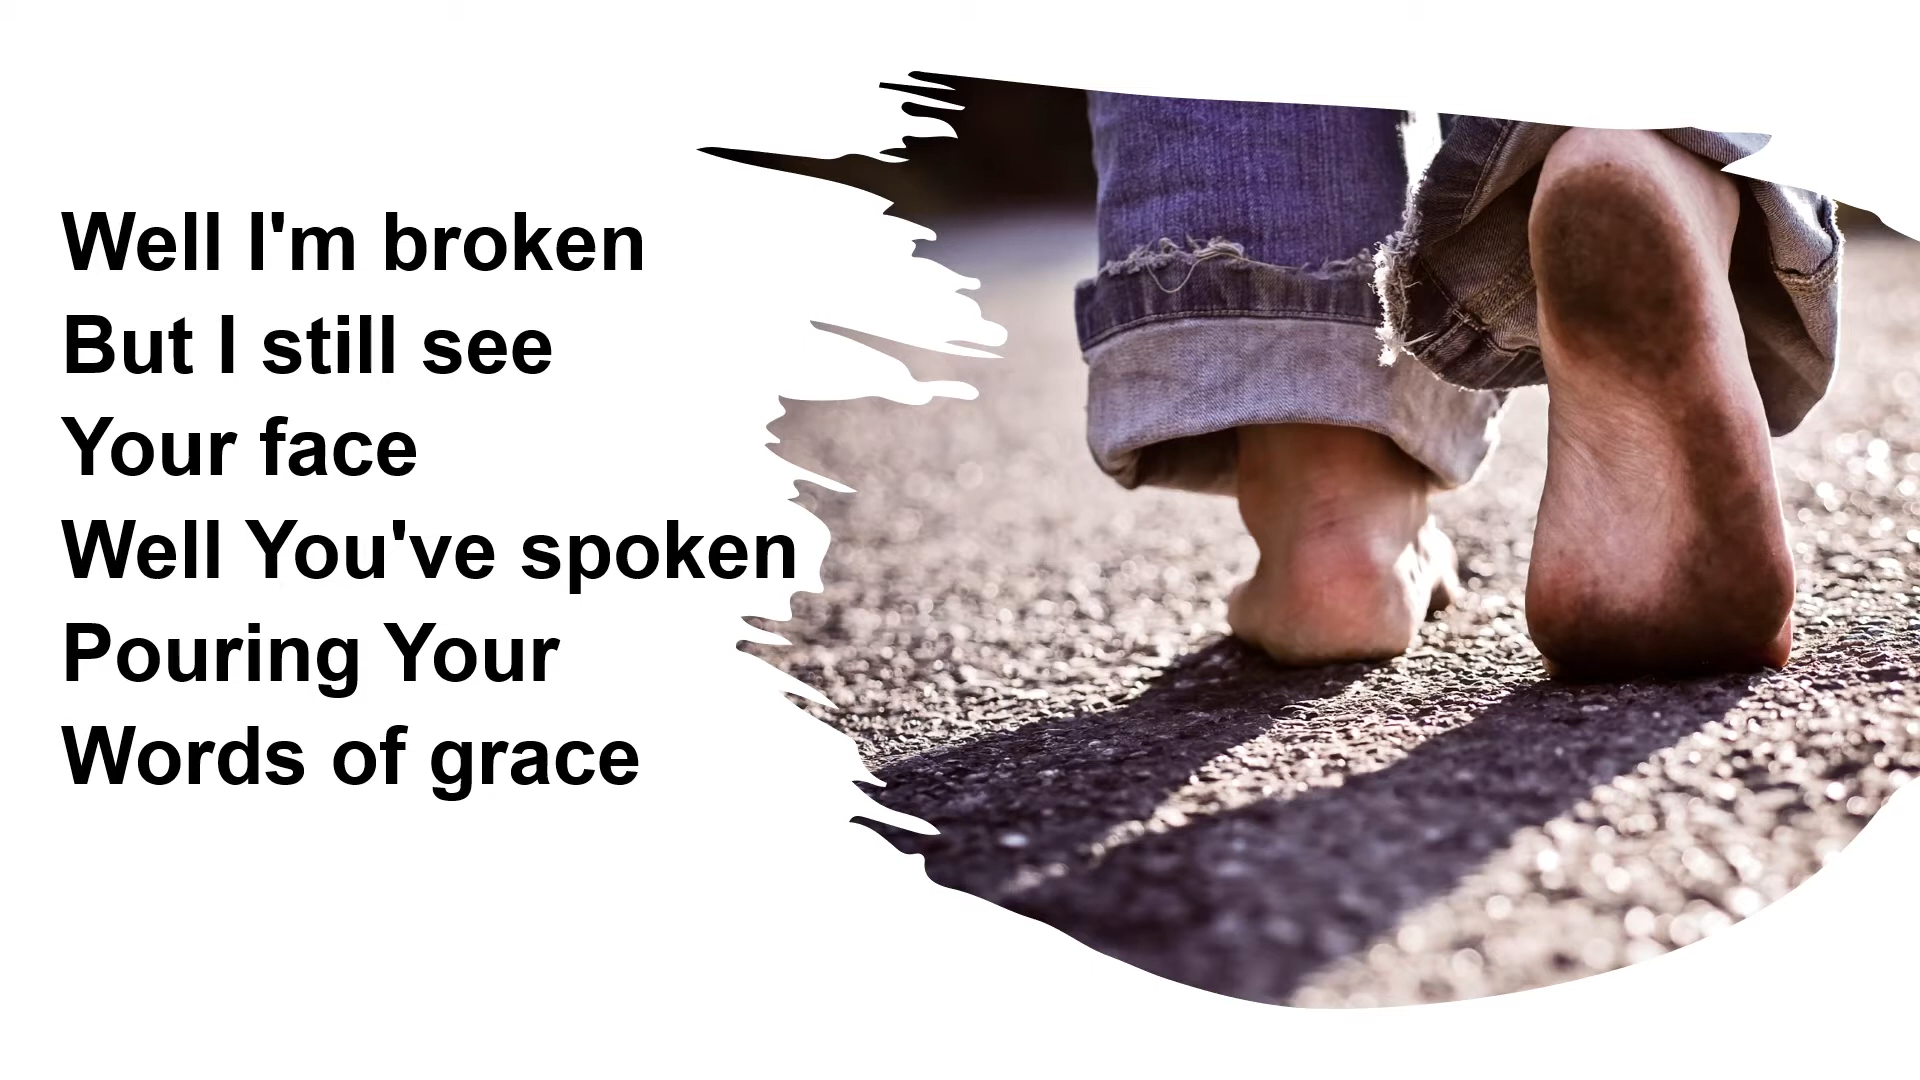 Well I'm broken
But I still see
Your face
Well You've spoken
Pouring Your
Words of grace